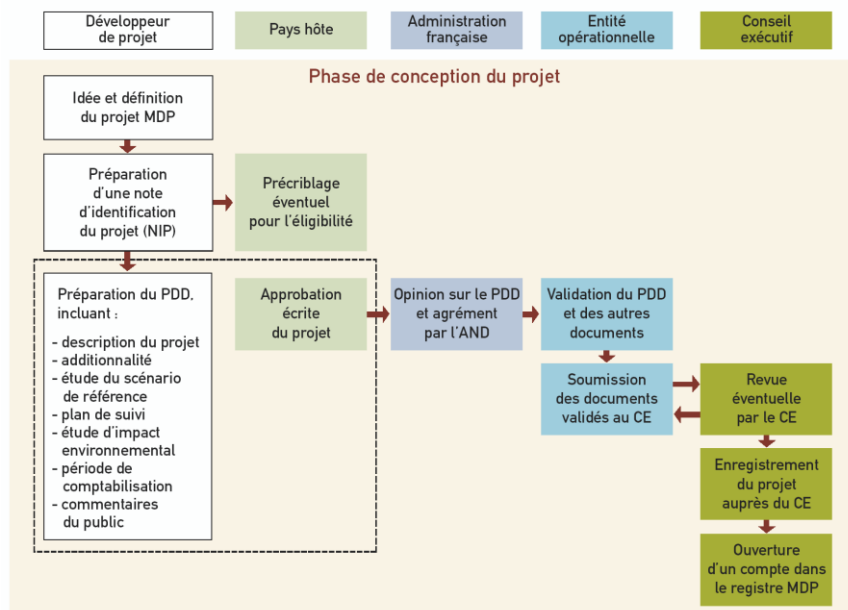 Développeur
de projet
Pays hôte
Administration
française
Entité
opérationnelle
Conseil
exécutif
Phase de conception du projet
Idée et définition
du projet MDP
Préparation
d'une note
d'identification
du projet (NIP)
Précriblage
éventuel
pour l'éligibilité
Préparation du PDD,
incluant :
- description du projet
- additionnalité
- étude du scénario
de référence
- plan de suivi
- étude d'impact
environnemental
- période de
comptabilisation
- commentaires
du public
Approbation
écrite
du projet
Opinion sur le PDD
et agrément
par l'AND
Validation du PDD
et des autres
documents
Soumission
des documents
validés au CE
Revue
éventuelle
par le CE
Enregistrement
du projet
auprès du CE
Ouverture
d'un compte dans
le registre MDP